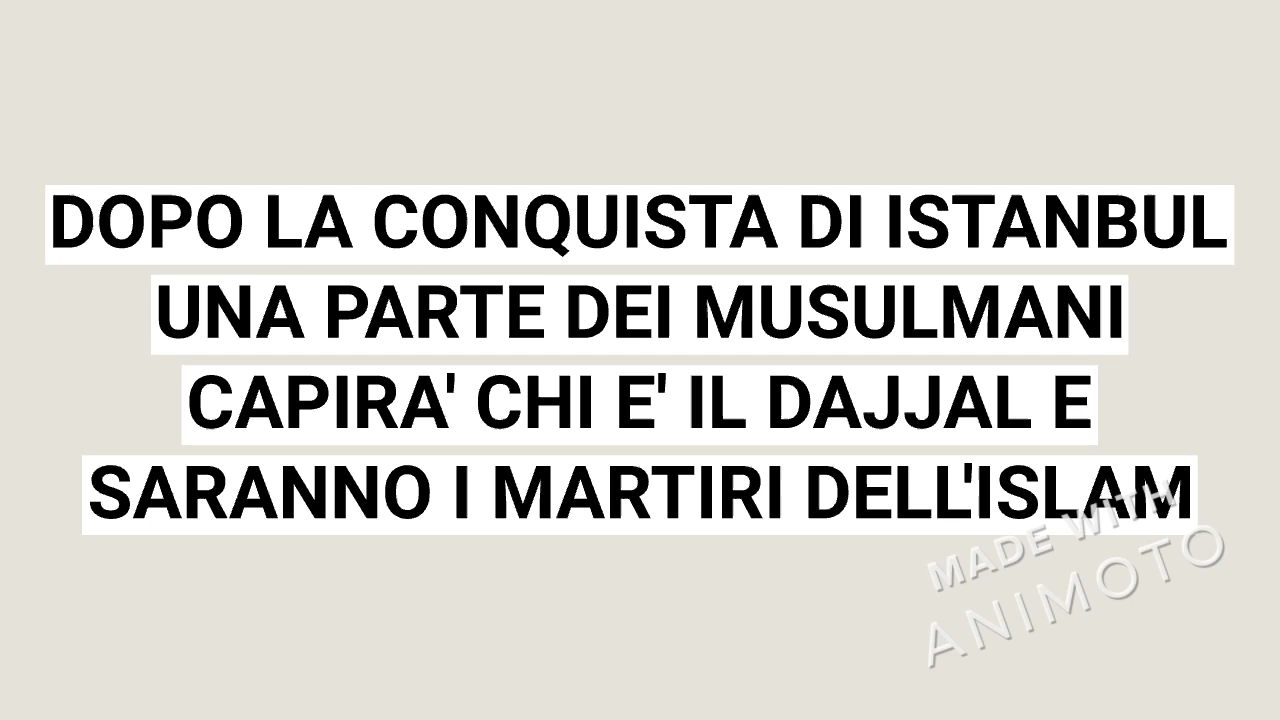 DOPO LA CONQUISTA DI ISTANBUL
UNA PARTE DEI MUSULMANI
CAPIRA' CHI E' IL DAJJAL E
SARANNO I MARTIRI DELL'ISLAM
MADE WITH
ANIMOTO